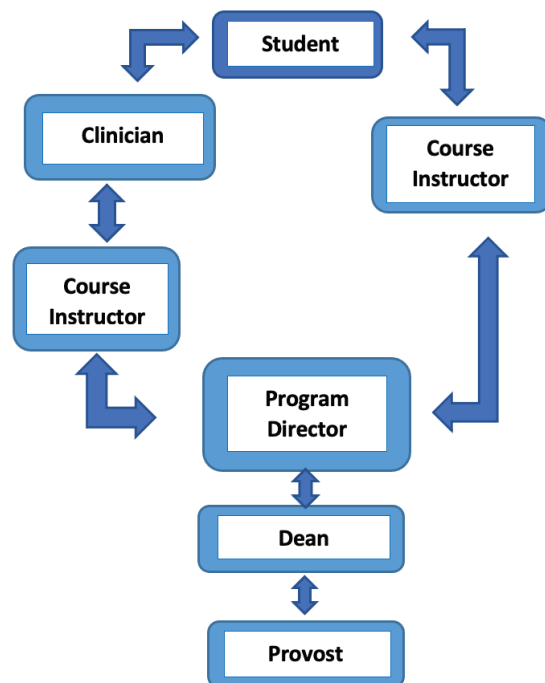 Student
Clinician
Course
Instructor
Course
Instructor
Program
Director
Dean
Provost